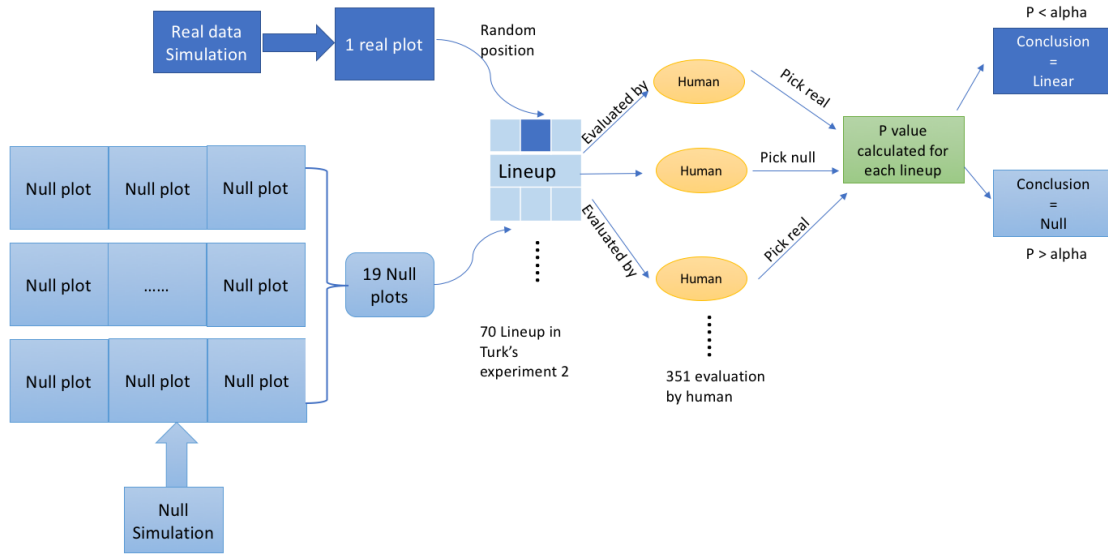 Real data
Simulation
1 real plot
Random
position
Null plot
Null plot
Null plot
Null plot
......
Null plot
Null plot
Null plot
Null plot
Null
Simulation
19 Null
plots
Lineup
70 Lineup in
Turk's
experiment 2
Evaluated by
Evaluated by
Human
Human
Human
351 evaluation
by human
Pick real
Pick null
Pick real
P value
calculated for
each lineup
P < alpha
Conclusion
=
Linear
Conclusion
=
Null
P > alpha